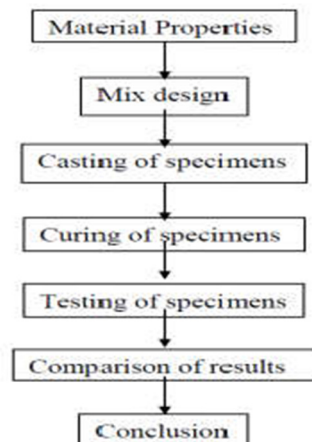 Material Properties
Mix design
Casting of specimens
Curing of specimens
Testing of specimens
Comparison of results
Conclusion